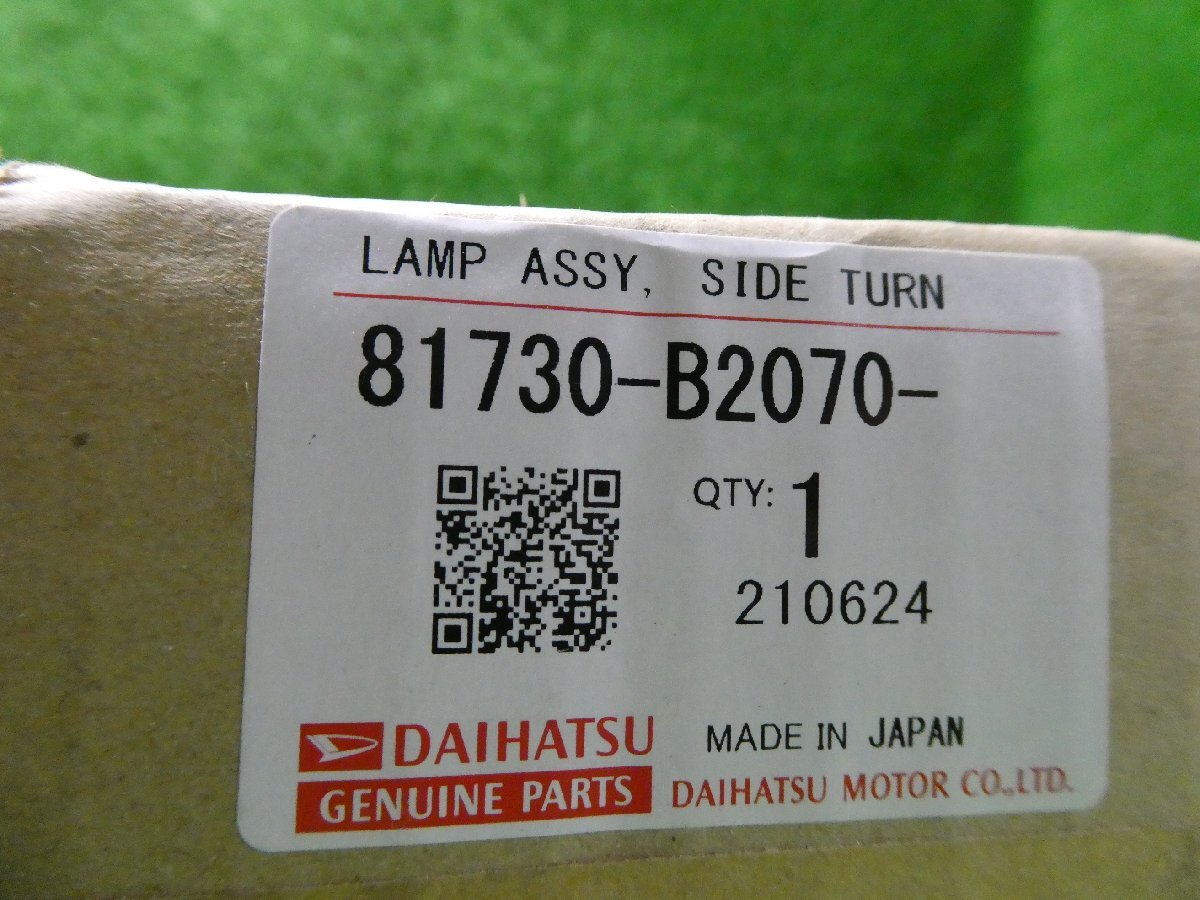 LAMP ASSY, SIDE TURN
81730-B2070-
QTY: 1
210624
DAIHATSU
GENUINE PARTS
MADE IN JAPAN
DAIHATSU MOTOR CO.,LTD.